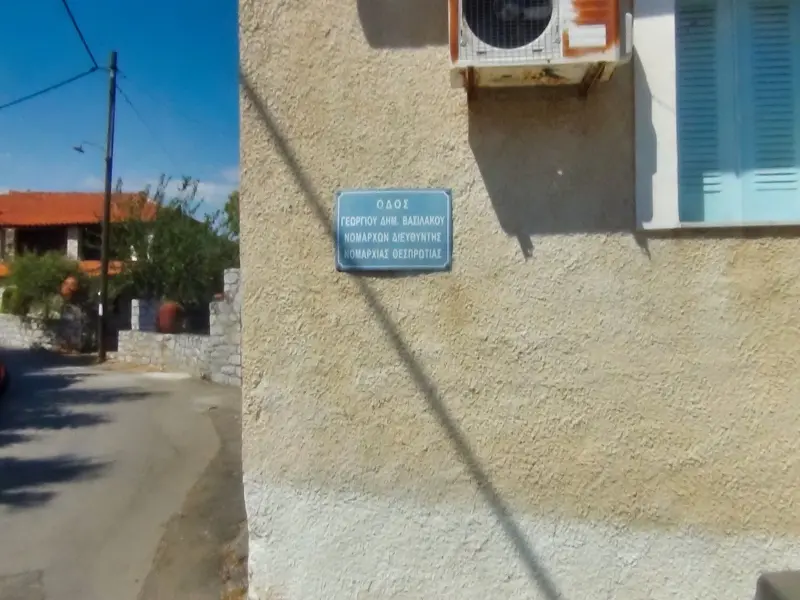 ΟΔΟΣ
ΓΕΩΡΓΙΟΥ ΔΗΜ. ΒΑΣΙΛΑΚΟΥ
ΝΟΜΑΡΧΩΝ ΔΙΕΥΘΥΝΤΗΣ
ΝΟΜΑΡΧΙΑΣ ΘΕΣΠΡΩΤΙΑΣ